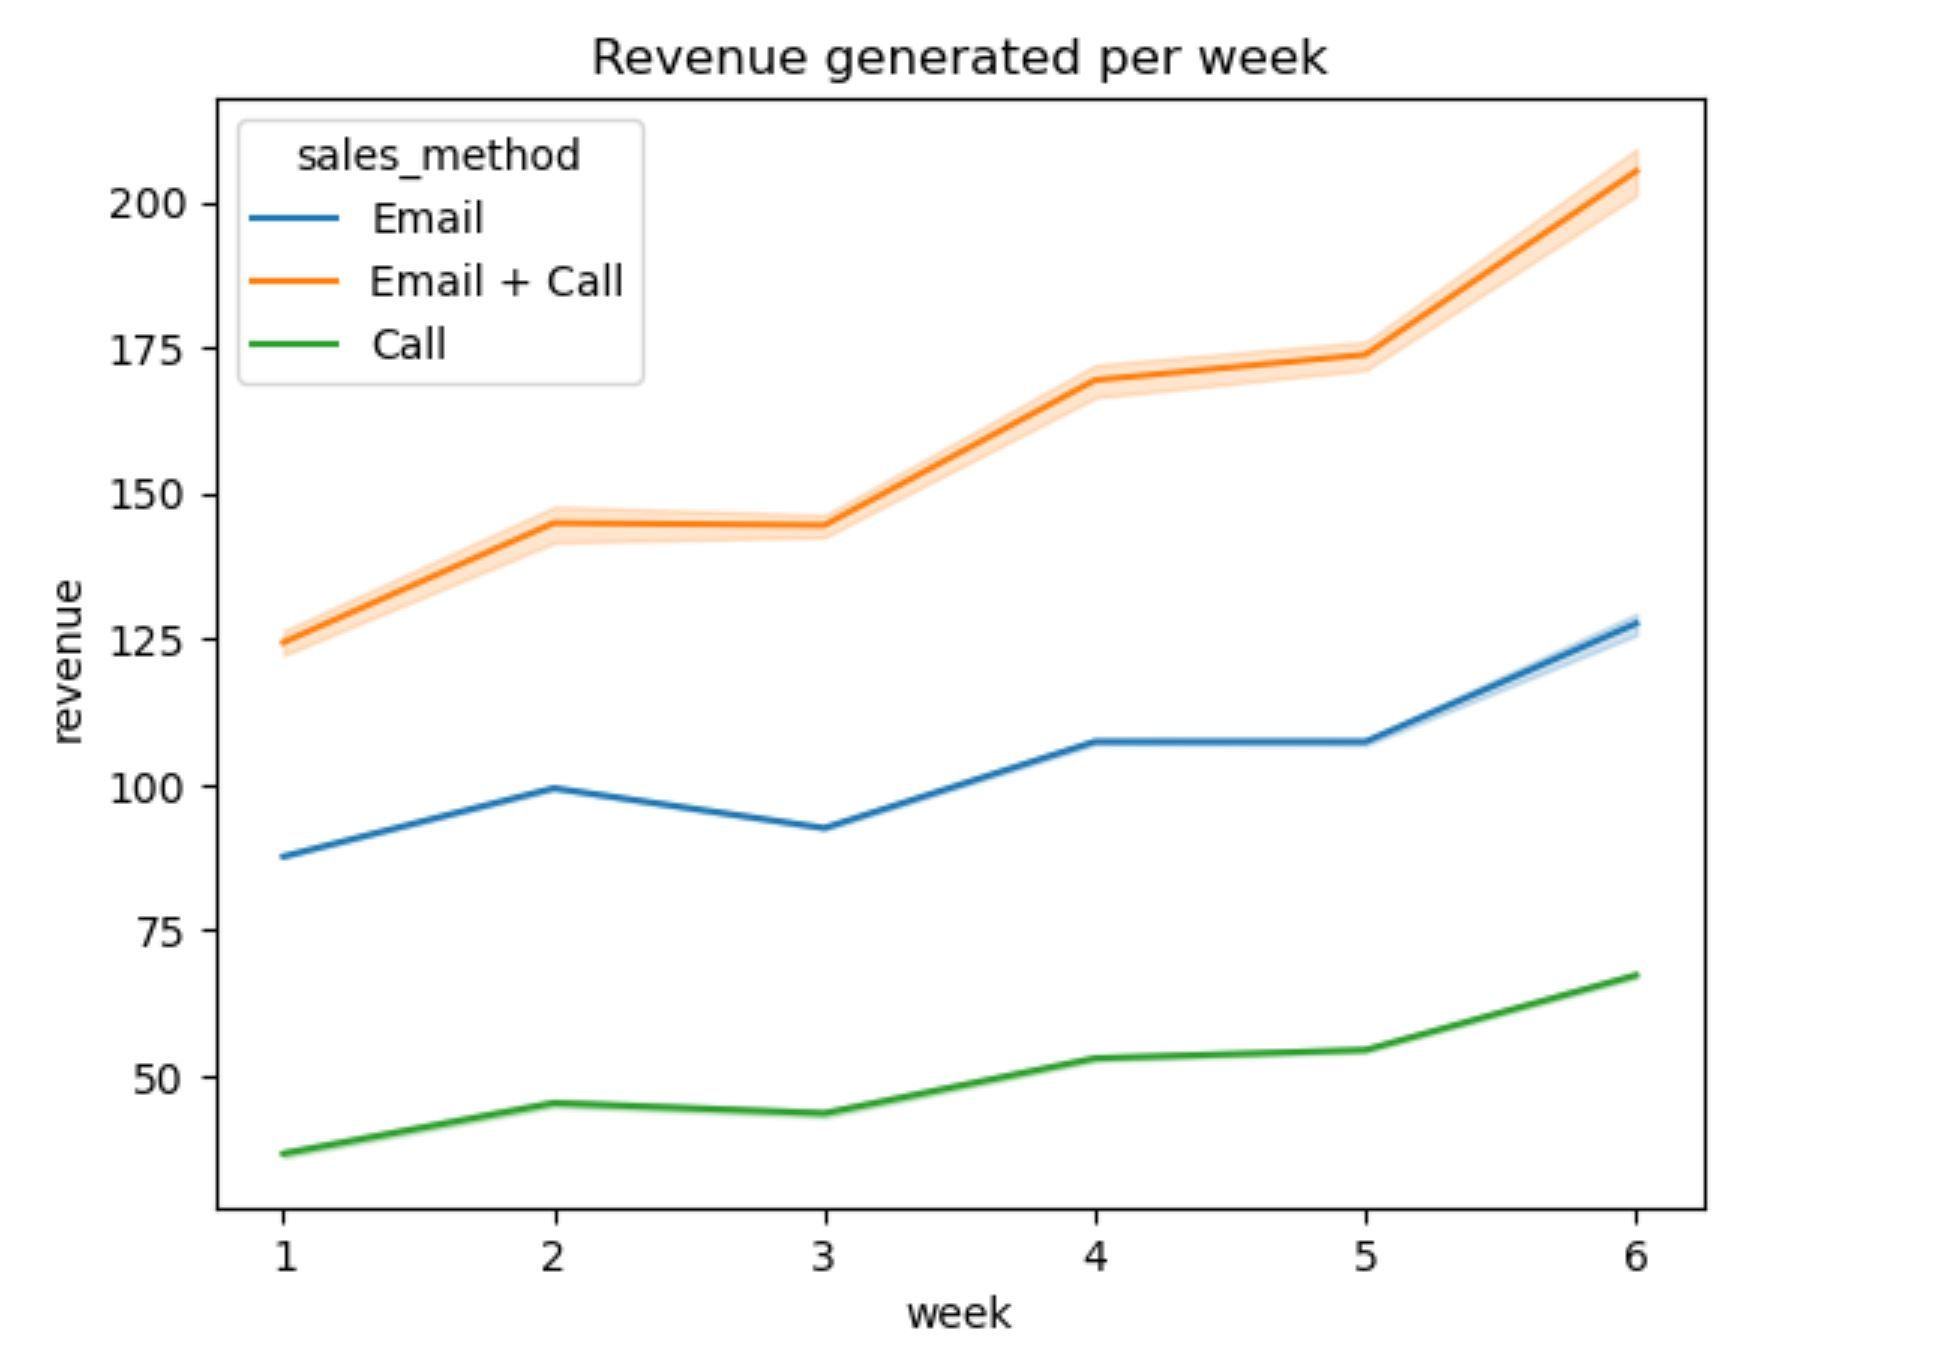 Revenue generated per week
sales_method
Email
Email + Call
Call
200
175
150
125
100
75
50
revenue
1 2 3 4 5 6
week